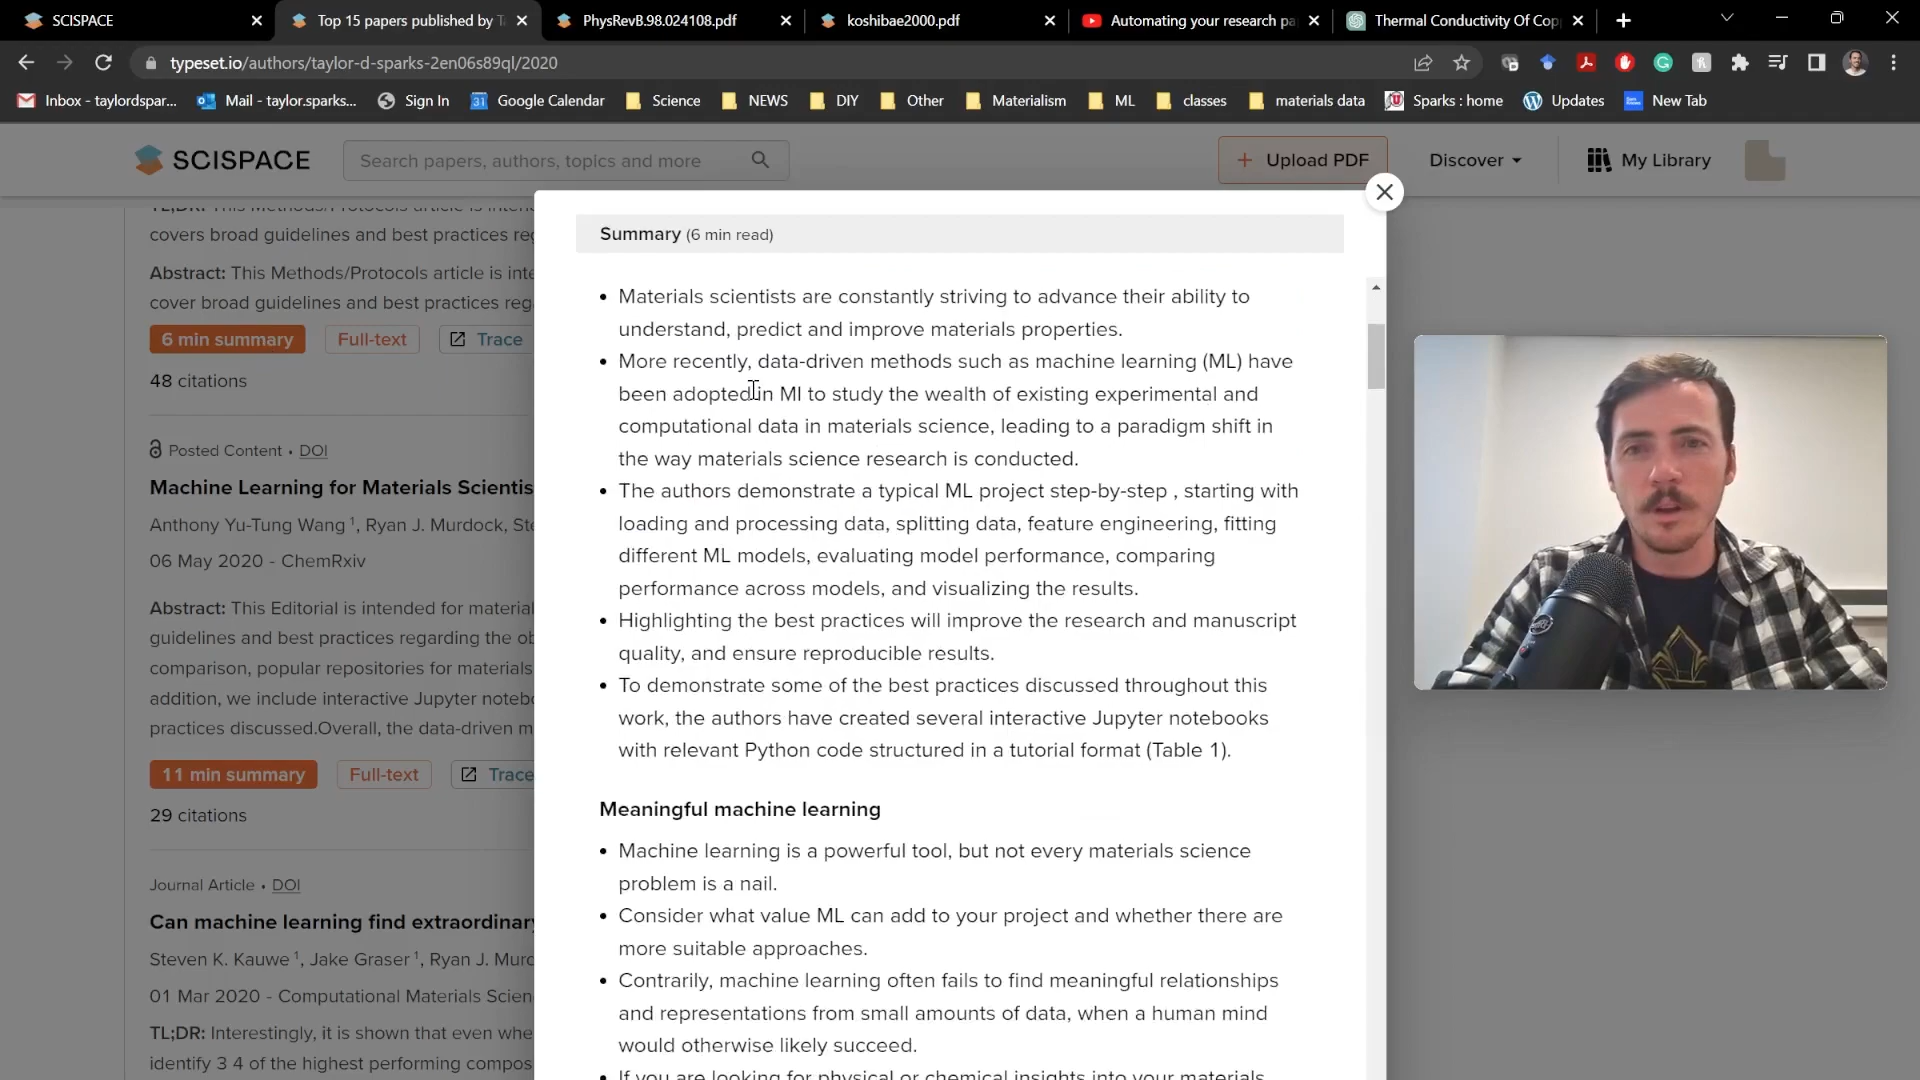 SCISPACE
Top 15 papers published by T
PhysRevB.98.024108.pdf
koshibae2000.pdf
Automating your research pa
Thermal Conductivity Of Cop
typeset.io/authors/taylor-d-sparks-2en06s89ql/2020
Inbox - taylordspar...
Mail - taylor.sparks...
Sign In
Google Calendar
Science
NEWS
DIY
Other
Materialism
ML
classes
materials data
Sparks : home
Updates
New Tab
SCISPACE
Search papers, authors, topics and more
+ Upload PDF
Discover
My Library
covers broad guidelines and best practices re
Abstract: This Methods/Protocols article is inte
cover broad guidelines and best practices reg
6 min summary
Full-text
Trace
48 citations
Posted Content • DOI
Machine Learning for Materials Scientis
Anthony Yu-Tung Wang 1, Ryan J. Murdock, Ste
06 May 2020 - ChemRxiv
Abstract: This Editorial is intended for material
guidelines and best practices regarding the ob
comparison, popular repositories for materials
addition, we include interactive Jupyter noteb
practices discussed.Overall, the data-driven m
11 min summary
Full-text
Trace
29 citations
Journal Article • DOI
Can machine learning find extraordinary
Steven K. Kauwe 1, Jake Graser 1, Ryan J. Murd
01 Mar 2020 - Computational Materials Scien
TL;DR: Interestingly, it is shown that even whe
identify 3 4 of the highest performing compos
Summary (6 min read)
• Materials scientists are constantly striving to advance their ability to
understand, predict and improve materials properties.
• More recently, data-driven methods such as machine learning (ML) have
been adopted in MI to study the wealth of existing experimental and
computational data in materials science, leading to a paradigm shift in
the way materials science research is conducted.
• The authors demonstrate a typical ML project step-by-step , starting with
loading and processing data, splitting data, feature engineering, fitting
different ML models, evaluating model performance, comparing
performance across models, and visualizing the results.
• Highlighting the best practices will improve the research and manuscript
quality, and ensure reproducible results.
• To demonstrate some of the best practices discussed throughout this
work, the authors have created several interactive Jupyter notebooks
with relevant Python code structured in a tutorial format (Table 1).
Meaningful machine learning
• Machine learning is a powerful tool, but not every materials science
problem is a nail.
• Consider what value ML can add to your project and whether there are
more suitable approaches.
• Contrarily, machine learning often fails to find meaningful relationships
and representations from small amounts of data, when a human mind
would otherwise likely succeed.
• If you are looking for physical or chemical insights into your materials